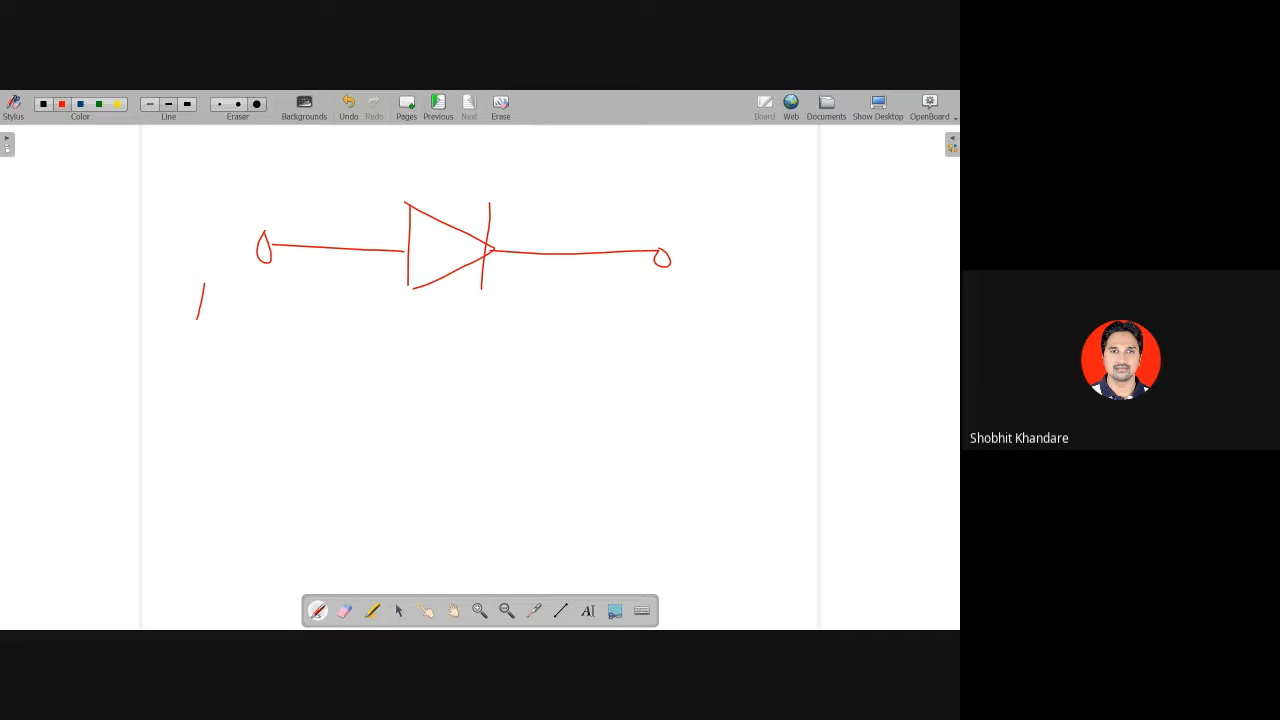 Stylus Color Line Eraser Backgrounds Undo Redo Pages Previous Next Erase Board Web Documents Show Desktop OpenBoard
Shobhit Khandare
AI